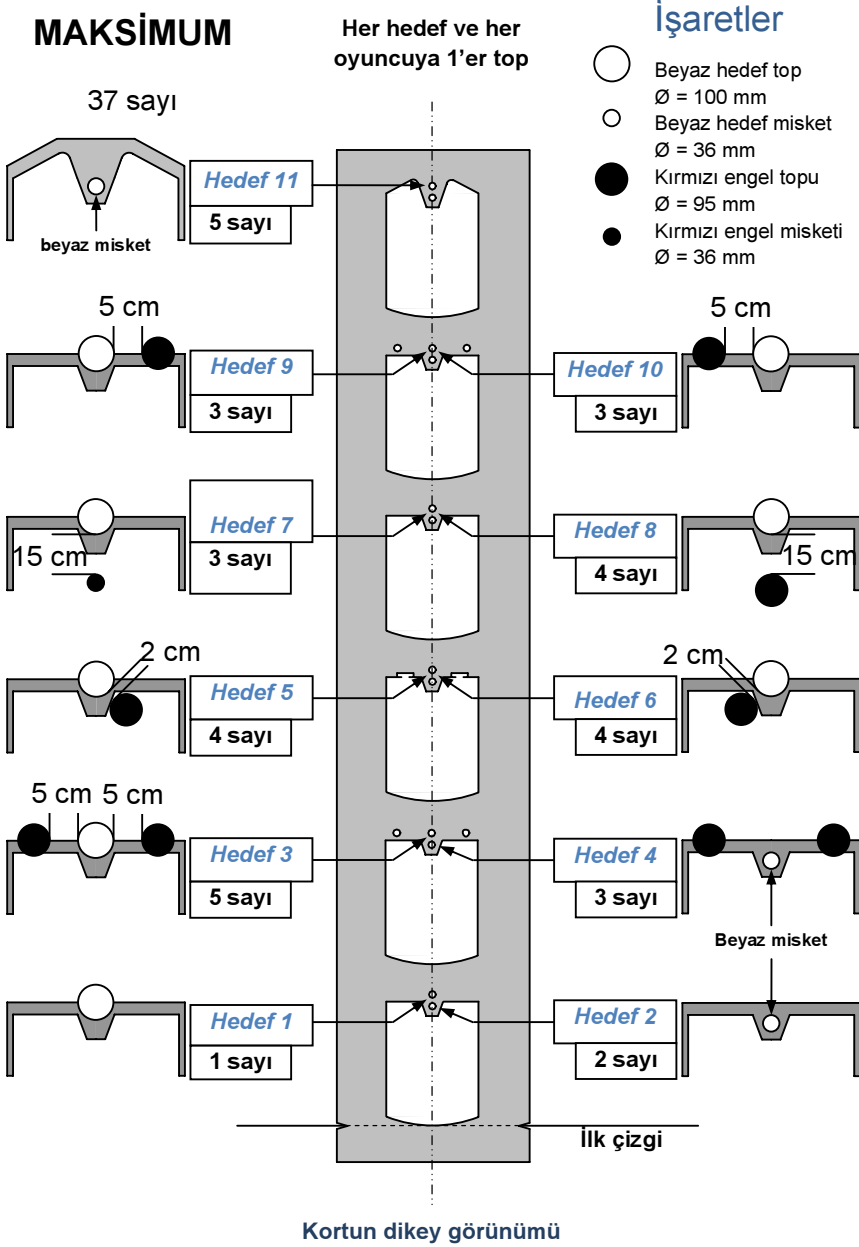 MAKSİMUM
37 sayı
beyaz misket
Her hedef ve her
oyuncuya 1’er top
İşaretler
Beyaz hedef top
Ø = 100 mm
Beyaz hedef misket
Ø = 36 mm
Kırmızı engel topu
Ø = 95 mm
Kırmızı engel misketi
Ø = 36 mm
Hedef 11
5 sayı
5 cm
Hedef 9
3 sayı
Hedef 10
3 sayı
5 cm
15 cm
Hedef 7
3 sayı
Hedef 8
4 sayı
15 cm
2 cm
Hedef 5
4 sayı
Hedef 6
4 sayı
2 cm
5 cm 5 cm
Hedef 3
5 sayı
Hedef 4
3 sayı
Beyaz misket
Hedef 1
1 sayı
Hedef 2
2 sayı
İlk çizgi
Kortun dikey görünümü